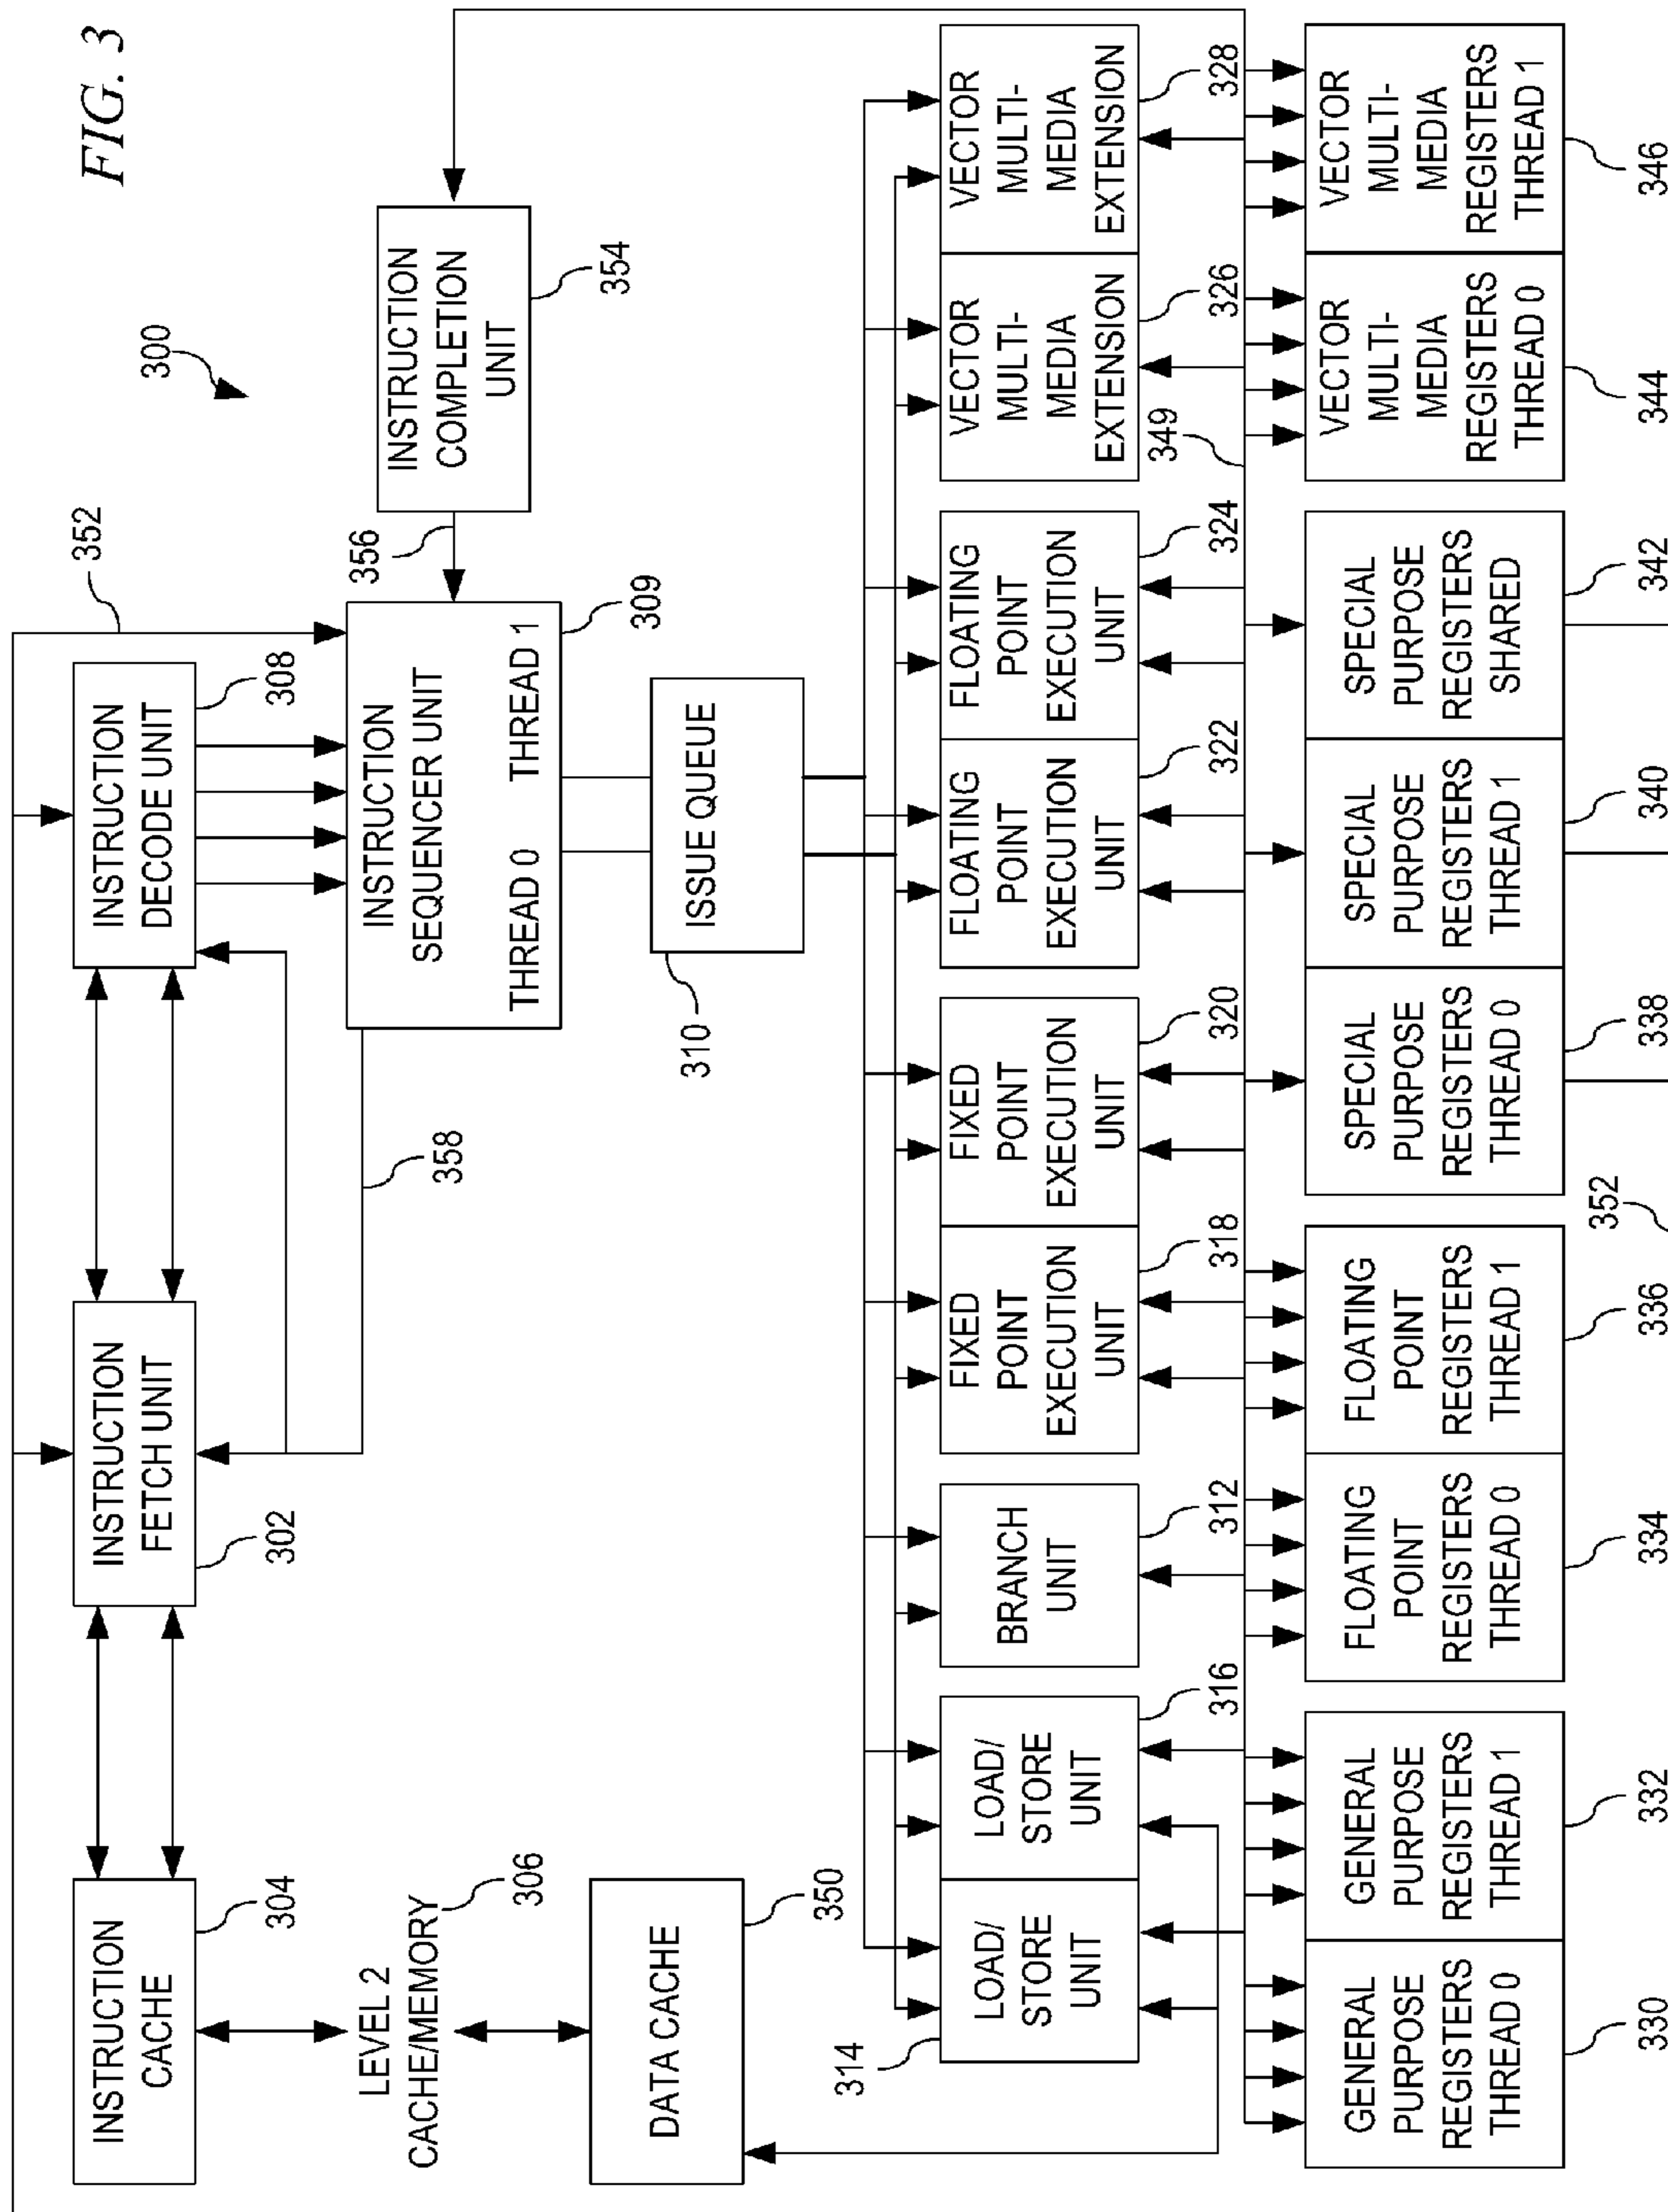 FIG. 3
300
352
INSTRUCTION
CACHE
304
INSTRUCTION
FETCH UNIT
302
INSTRUCTION
DECODE UNIT
308
LEVEL 2
CACHE/MEMORY
306
358
INSTRUCTION
SEQUENCER UNIT
THREAD 0
THREAD 1
309
356
INSTRUCTION
COMPLETION
UNIT
354
DATA CACHE
350
ISSUE QUEUE
310
LOAD/
STORE
UNIT
314
LOAD/
STORE
UNIT
316
BRANCH
UNIT
312
FIXED
POINT
EXECUTION
UNIT
318
FIXED
POINT
EXECUTION
UNIT
320
FLOATING
POINT
EXECUTION
UNIT
322
FLOATING
POINT
EXECUTION
UNIT
324
VECTOR
MULTI-
MEDIA
EXTENSION
326
VECTOR
MULTI-
MEDIA
EXTENSION
328
349
GENERAL
PURPOSE
REGISTERS
THREAD 0
330
GENERAL
PURPOSE
REGISTERS
THREAD 1
332
FLOATING
POINT
REGISTERS
THREAD 0
334
FLOATING
POINT
REGISTERS
THREAD 1
336
352
SPECIAL
PURPOSE
REGISTERS
THREAD 0
338
SPECIAL
PURPOSE
REGISTERS
THREAD 1
340
SPECIAL
PURPOSE
REGISTERS
SHARED
342
VECTOR
MULTI-
MEDIA
REGISTERS
THREAD 0
344
VECTOR
MULTI-
MEDIA
REGISTERS
THREAD 1
346